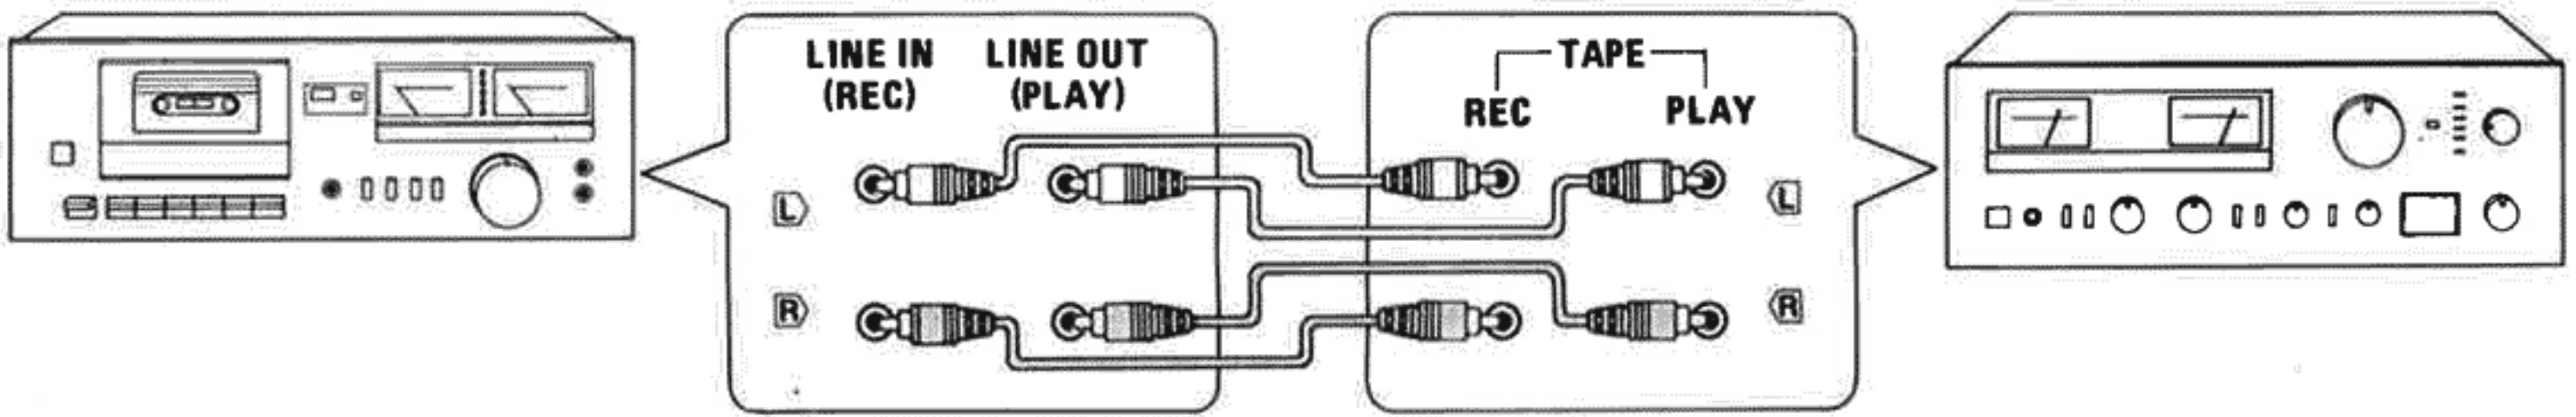 LINE IN LINE OUT
(REC) (PLAY)
TAPE
REC PLAY
L L
R R